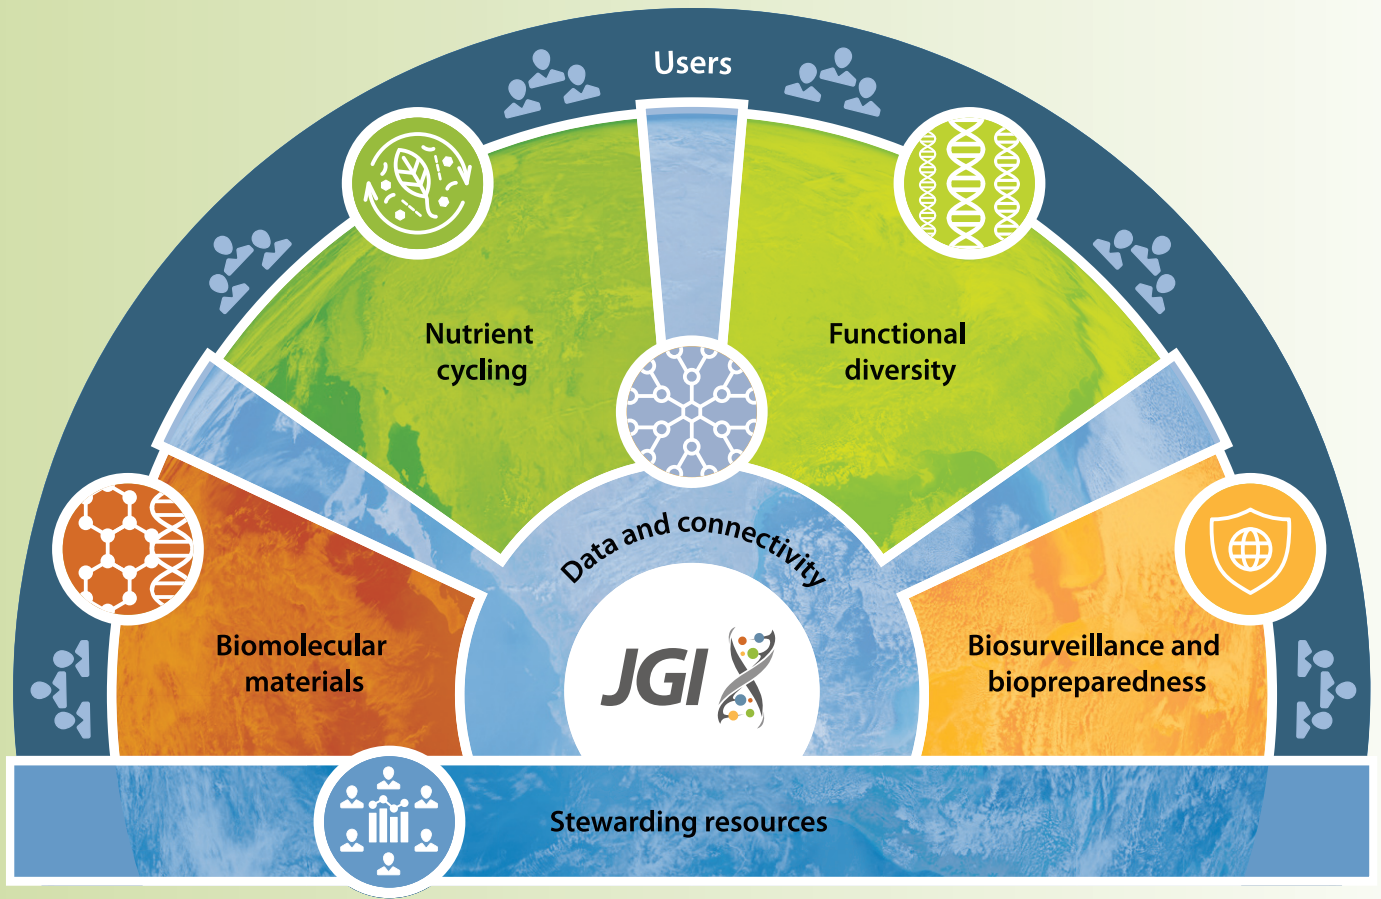 Users
Nutrient
cycling
Functional
diversity
Data and connectivity
Biomolecular
materials
JGI
Biosurveillance and
biopreparedness
Stewarding resources